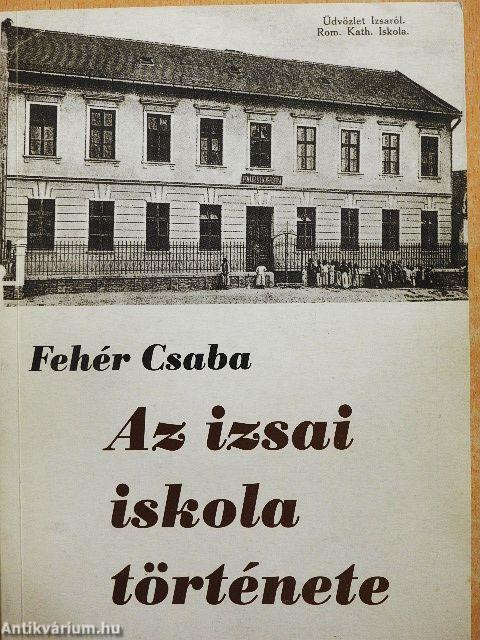 Üdvözlet Izsaról.
Rom. Kath. Iskola.
Fehér Csaba
Az izsai
iskola
története
Antikvárium.hu